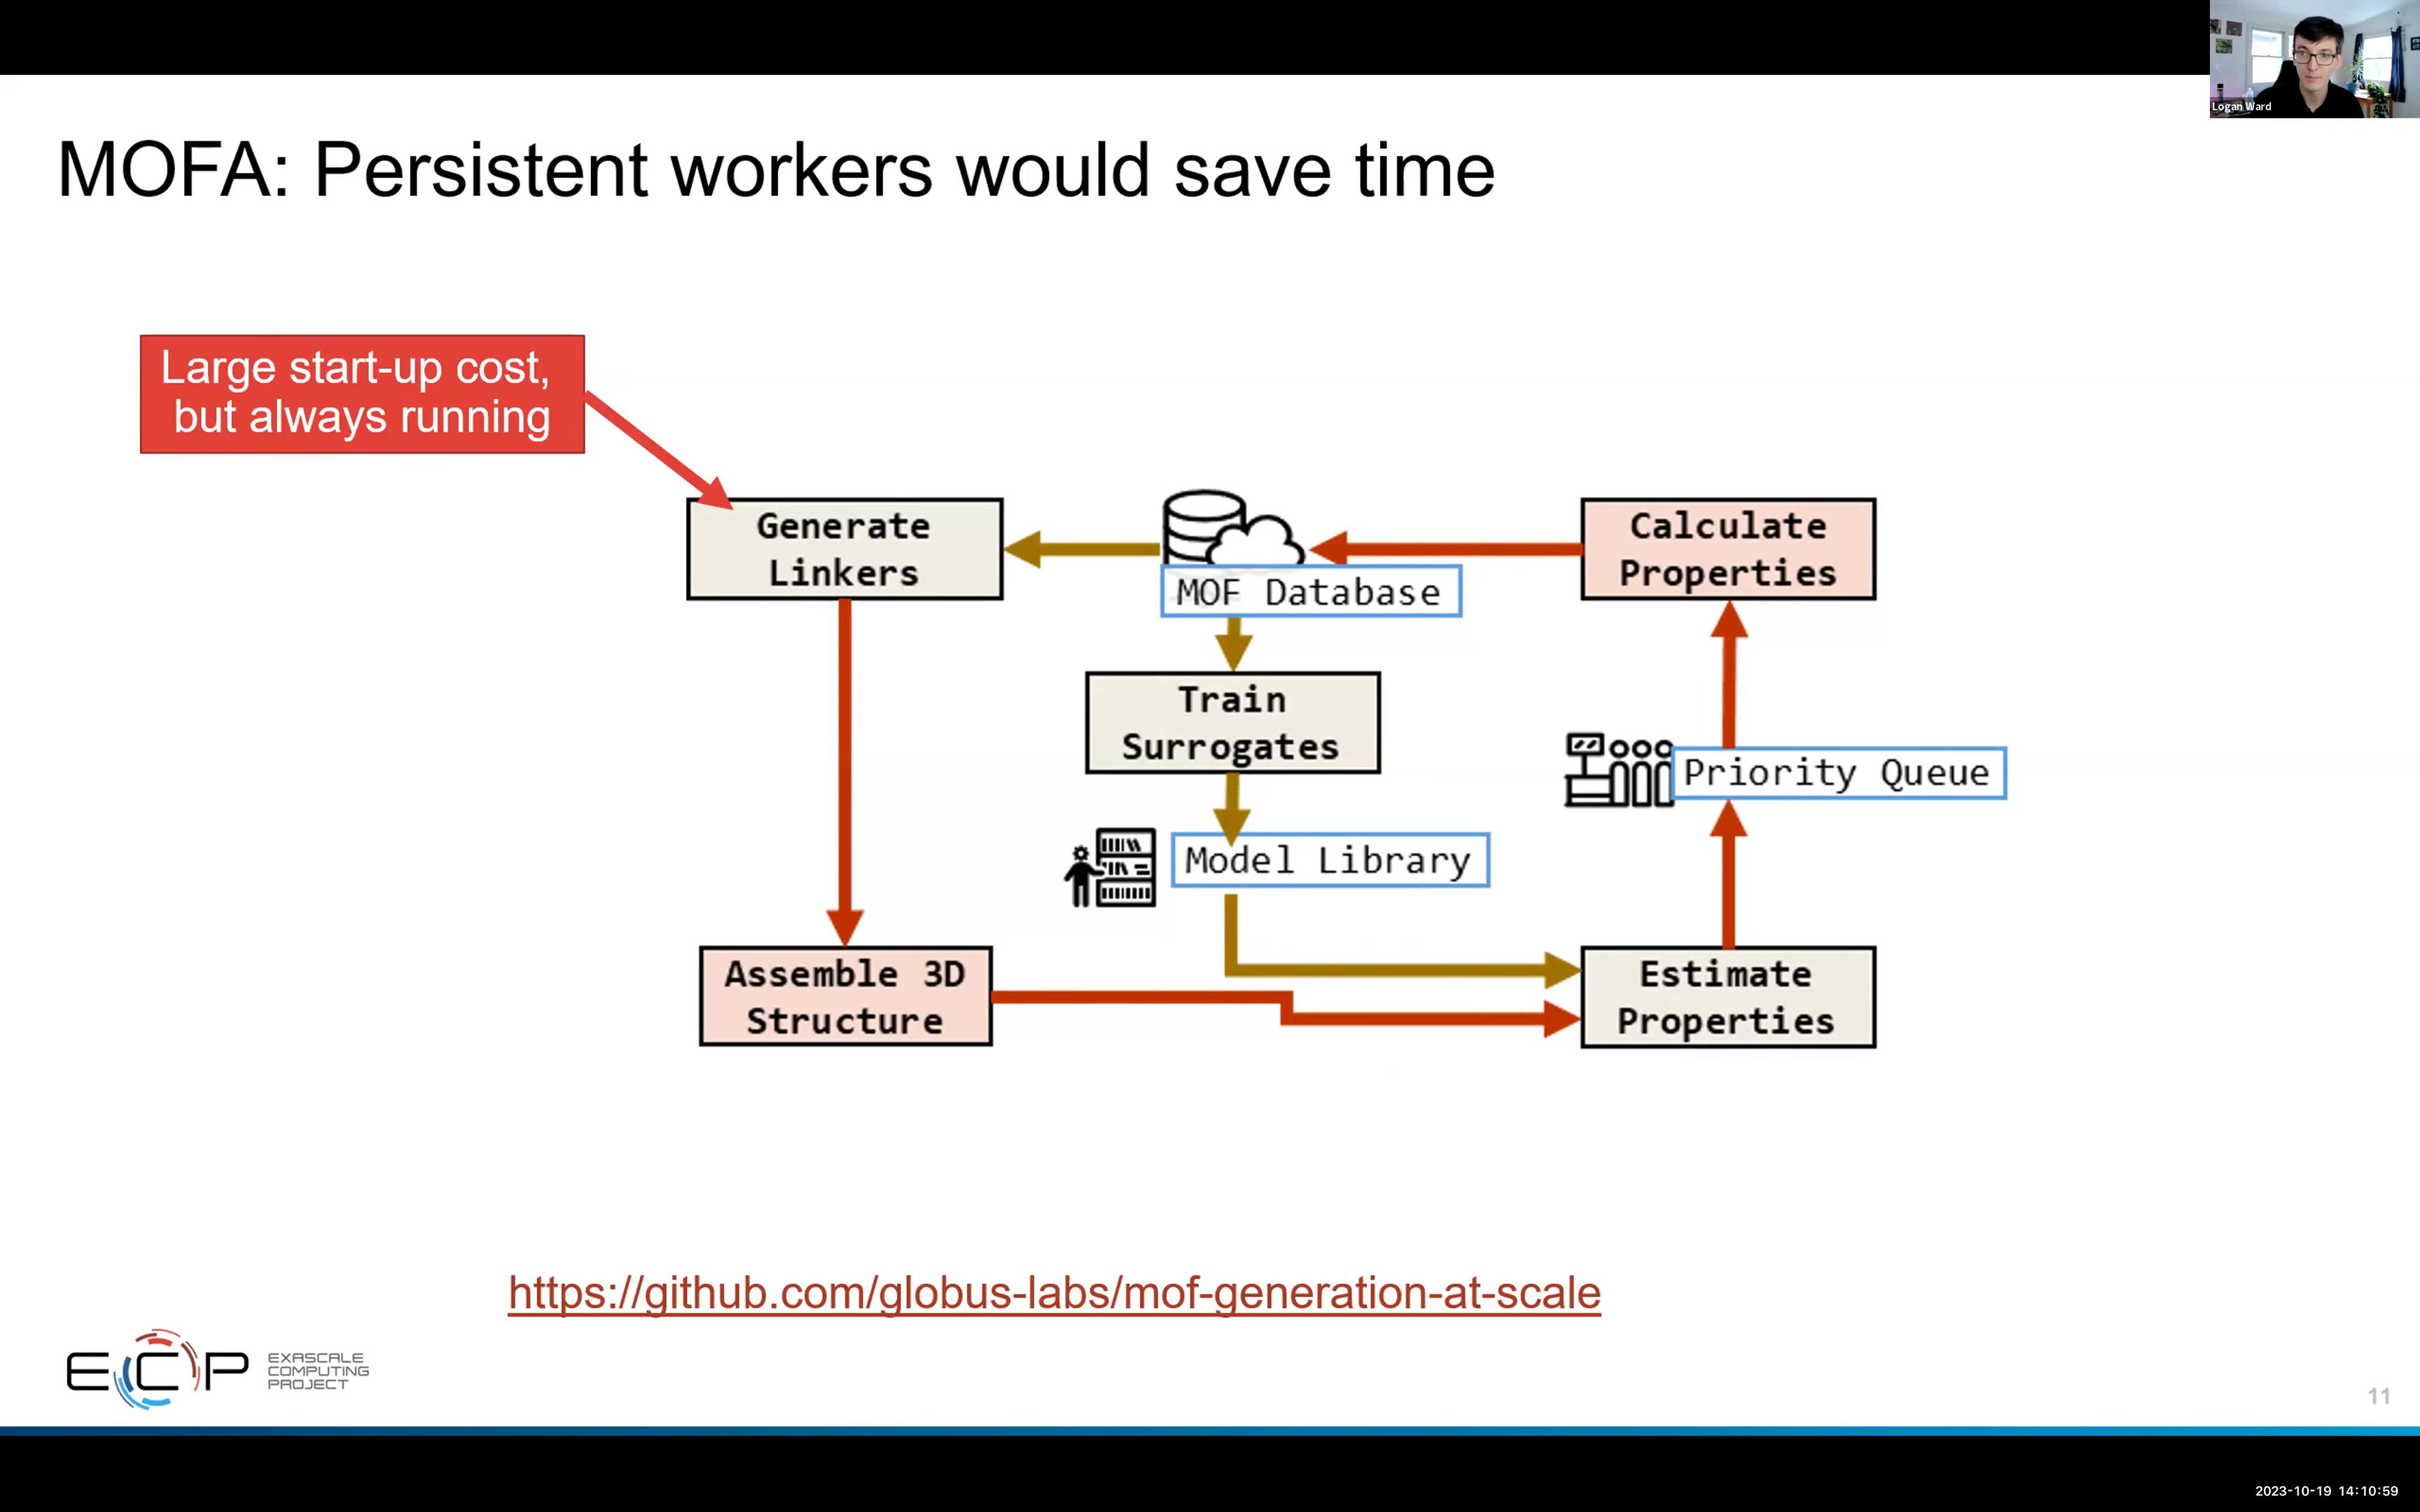 Logan Ward
MOFA: Persistent workers would save time
Large start-up cost,
but always running
Generate
Linkers
MOF Database
Calculate
Properties
Train
Surrogates
Priority Queue
Model Library
Assemble 3D
Structure
Estimate
Properties
https://github.com/globus-labs/mof-generation-at-scale
ECP
EXASCALE
COMPUTING
PROJECT
11
2023-10-19 14:10:59